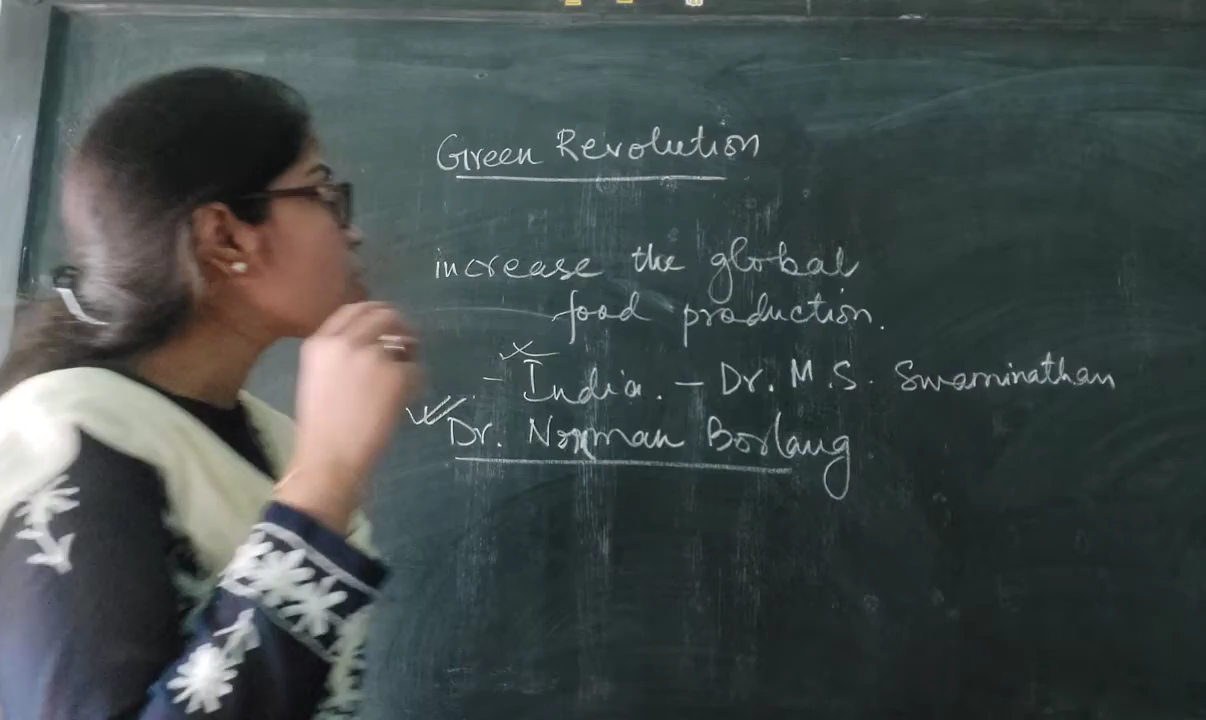 Green Revolution
increase the global
food production.
- India. - Dr. M.S. Swaminathan
Dr. Norman Borlaug